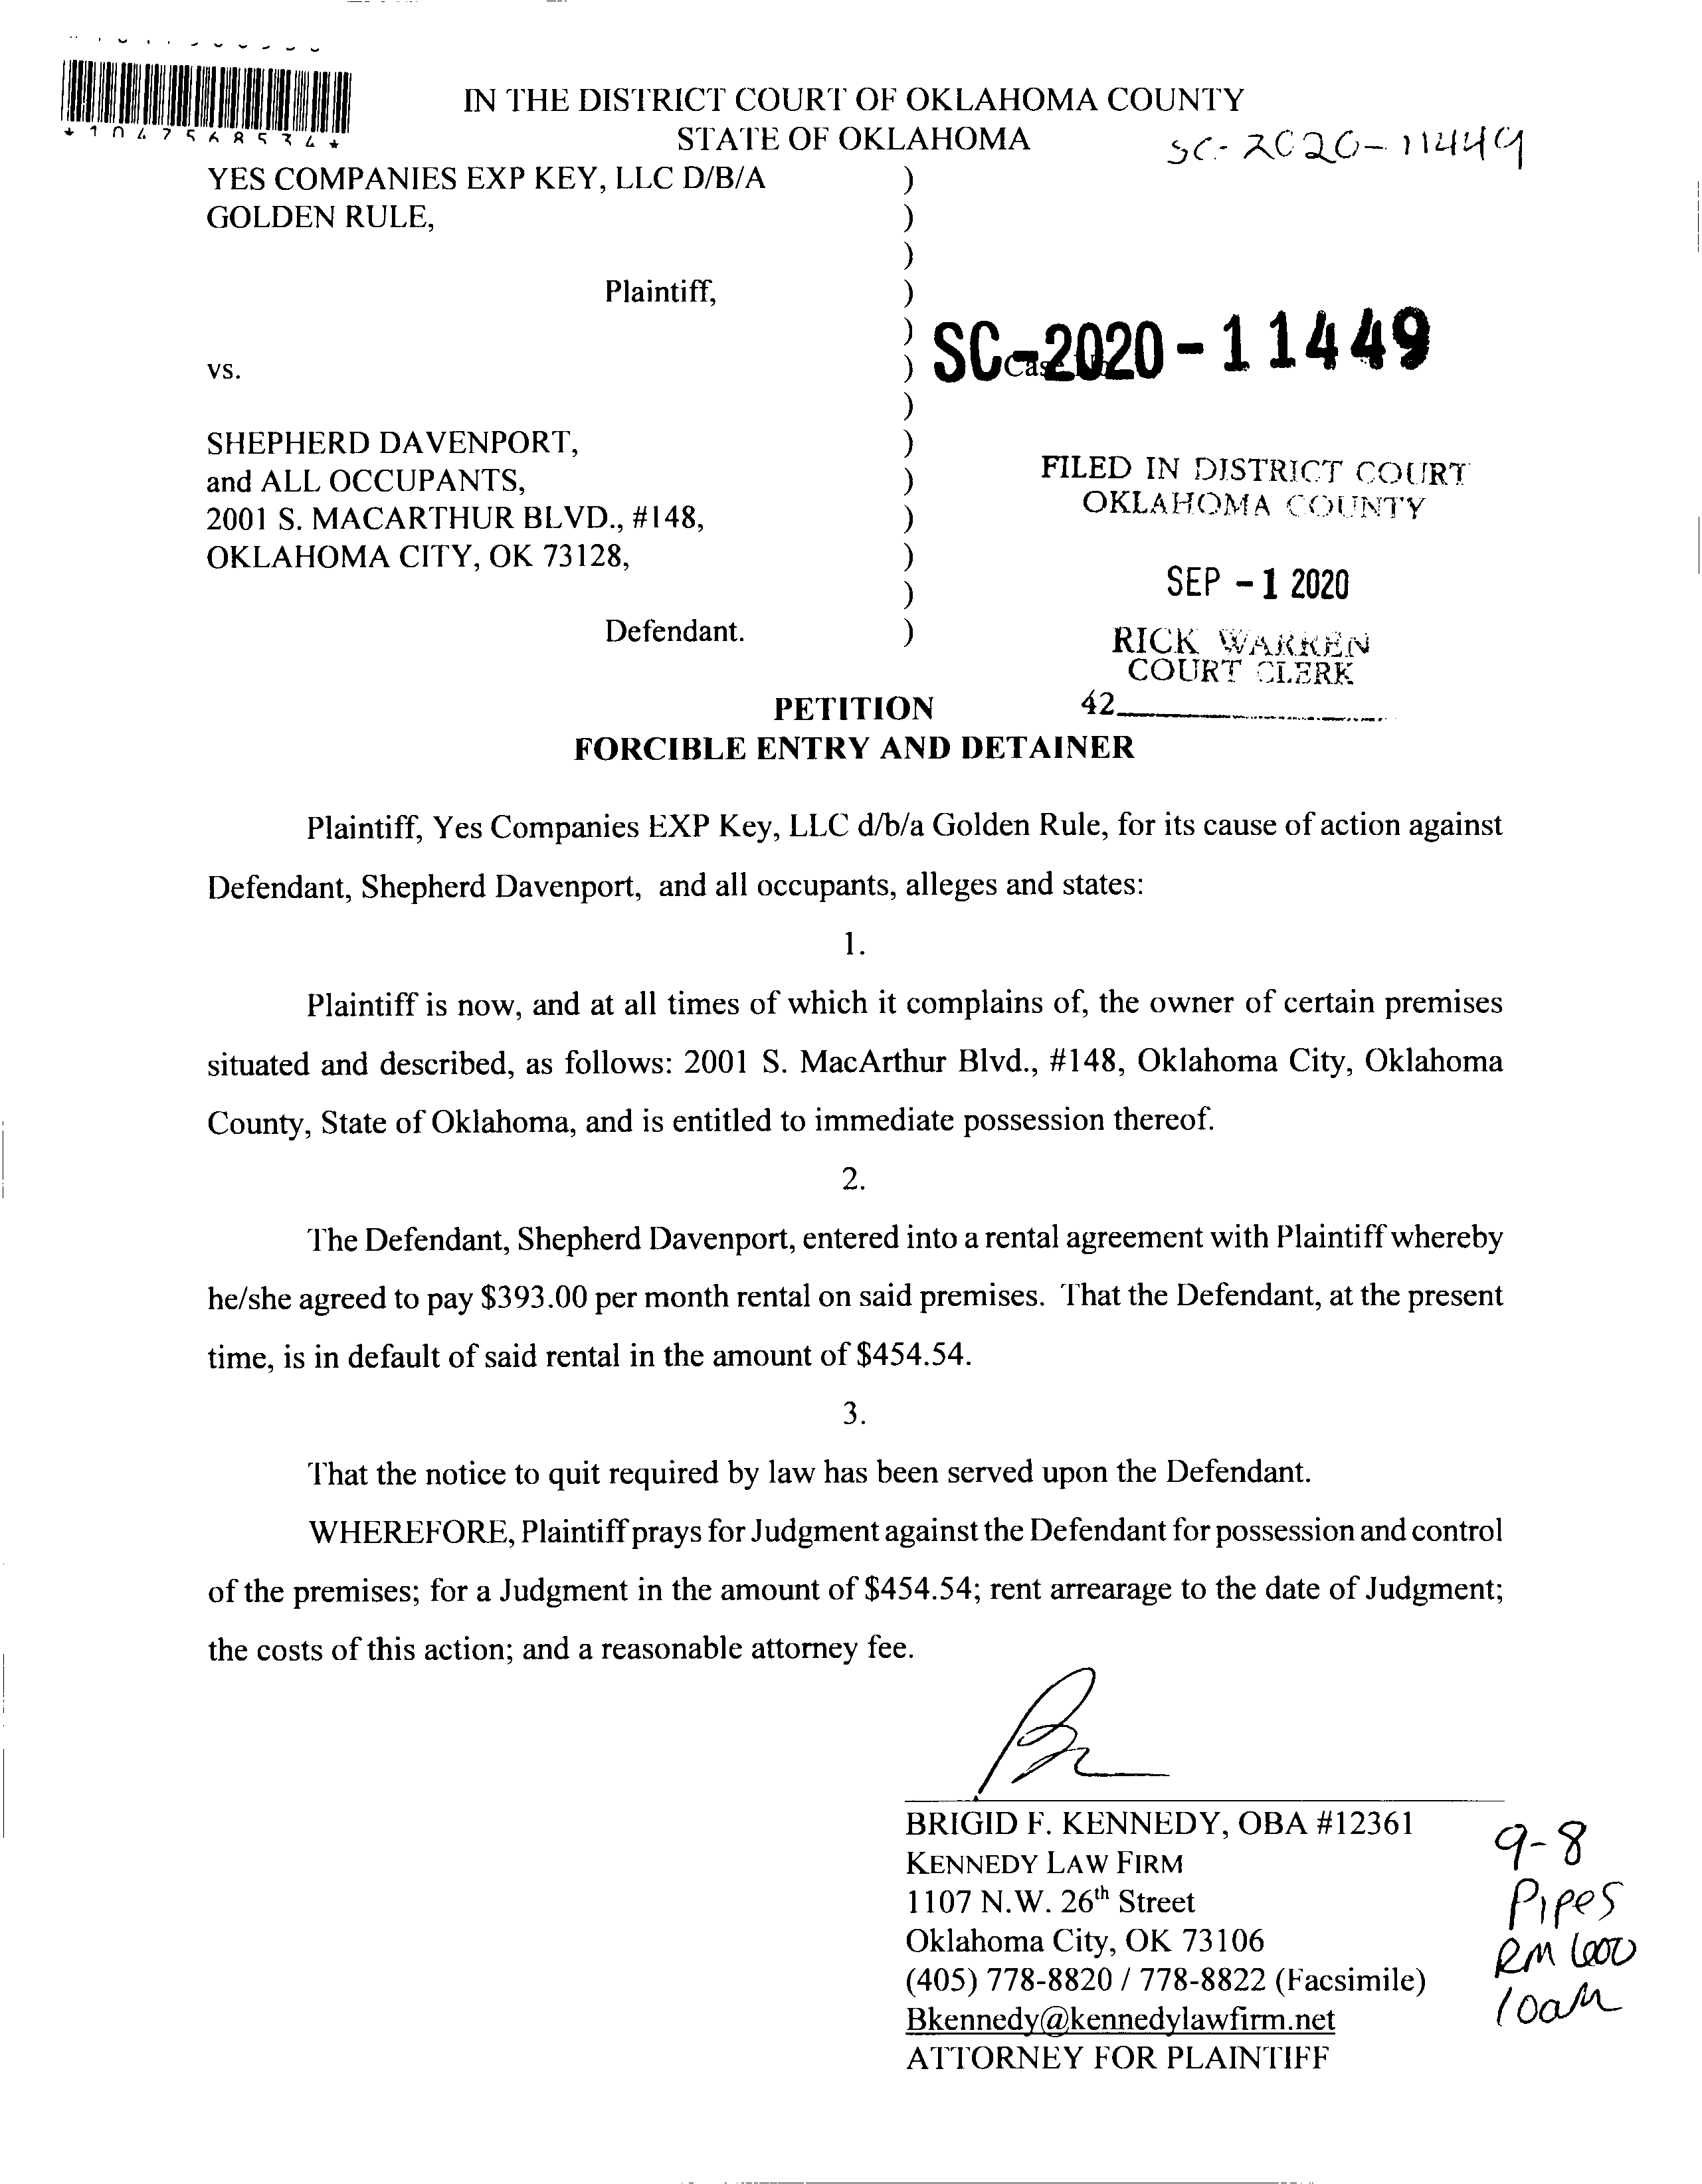 *1047568534*
IN THE DISTRICT COURT OF OKLAHOMA COUNTY
STATE OF OKLAHOMA
SC-2020-11449
YES COMPANIES EXP KEY, LLC D/B/A )
GOLDEN RULE, )
)
Plaintiff, )
)
vs. )
SC-2020-11449
)
SHEPHERD DAVENPORT, )
and ALL OCCUPANTS, )
2001 S. MACARTHUR BLVD., #148, )
OKLAHOMA CITY, OK 73128, )
)
Defendant. )
FILED IN DISTRICT COURT
OKLAHOMA COUNTY
SEP -1 2020
RICK WARREN
COURT CLERK
42
PETITION
FORCIBLE ENTRY AND DETAINER
Plaintiff, Yes Companies EXP Key, LLC d/b/a Golden Rule, for its cause of action against
Defendant, Shepherd Davenport, and all occupants, alleges and states:
1.
Plaintiff is now, and at all times of which it complains of, the owner of certain premises
situated and described, as follows: 2001 S. MacArthur Blvd., #148, Oklahoma City, Oklahoma
County, State of Oklahoma, and is entitled to immediate possession thereof.
2.
The Defendant, Shepherd Davenport, entered into a rental agreement with Plaintiff whereby
he/she agreed to pay $393.00 per month rental on said premises. That the Defendant, at the present
time, is in default of said rental in the amount of $454.54.
3.
That the notice to quit required by law has been served upon the Defendant.
WHEREFORE, Plaintiff prays for Judgment against the Defendant for possession and control
of the premises; for a Judgment in the amount of $454.54; rent arrearage to the date of Judgment;
the costs of this action; and a reasonable attorney fee.
BRIGID F. KENNEDY, OBA #12361
KENNEDY LAW FIRM
1107 N.W. 26th Street
Oklahoma City, OK 73106
(405) 778-8820 / 778-8822 (Facsimile)
Bkennedy@kennedylawfirm.net
ATTORNEY FOR PLAINTIFF
9-8
Pipes
RM
10am